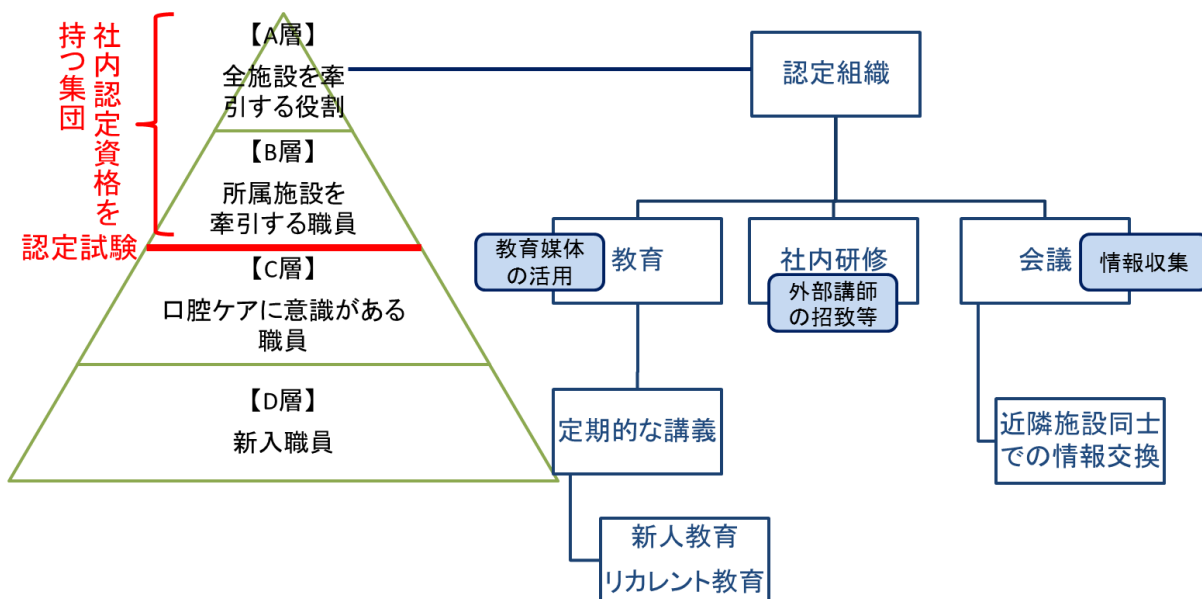 社内認定資格を
持つ集団
認定試験
【A層】
全施設を牽
引する役割
【B層】
所属施設を
牽引する職員
【C層】
口腔ケアに意識がある
職員
【D層】
新入職員
認定組織
教育
教育媒体
の活用
社内研修
外部講師
の招致等
会議
情報収集
定期的な講義
近隣施設同士
での情報交換
新人教育
リカレント教育